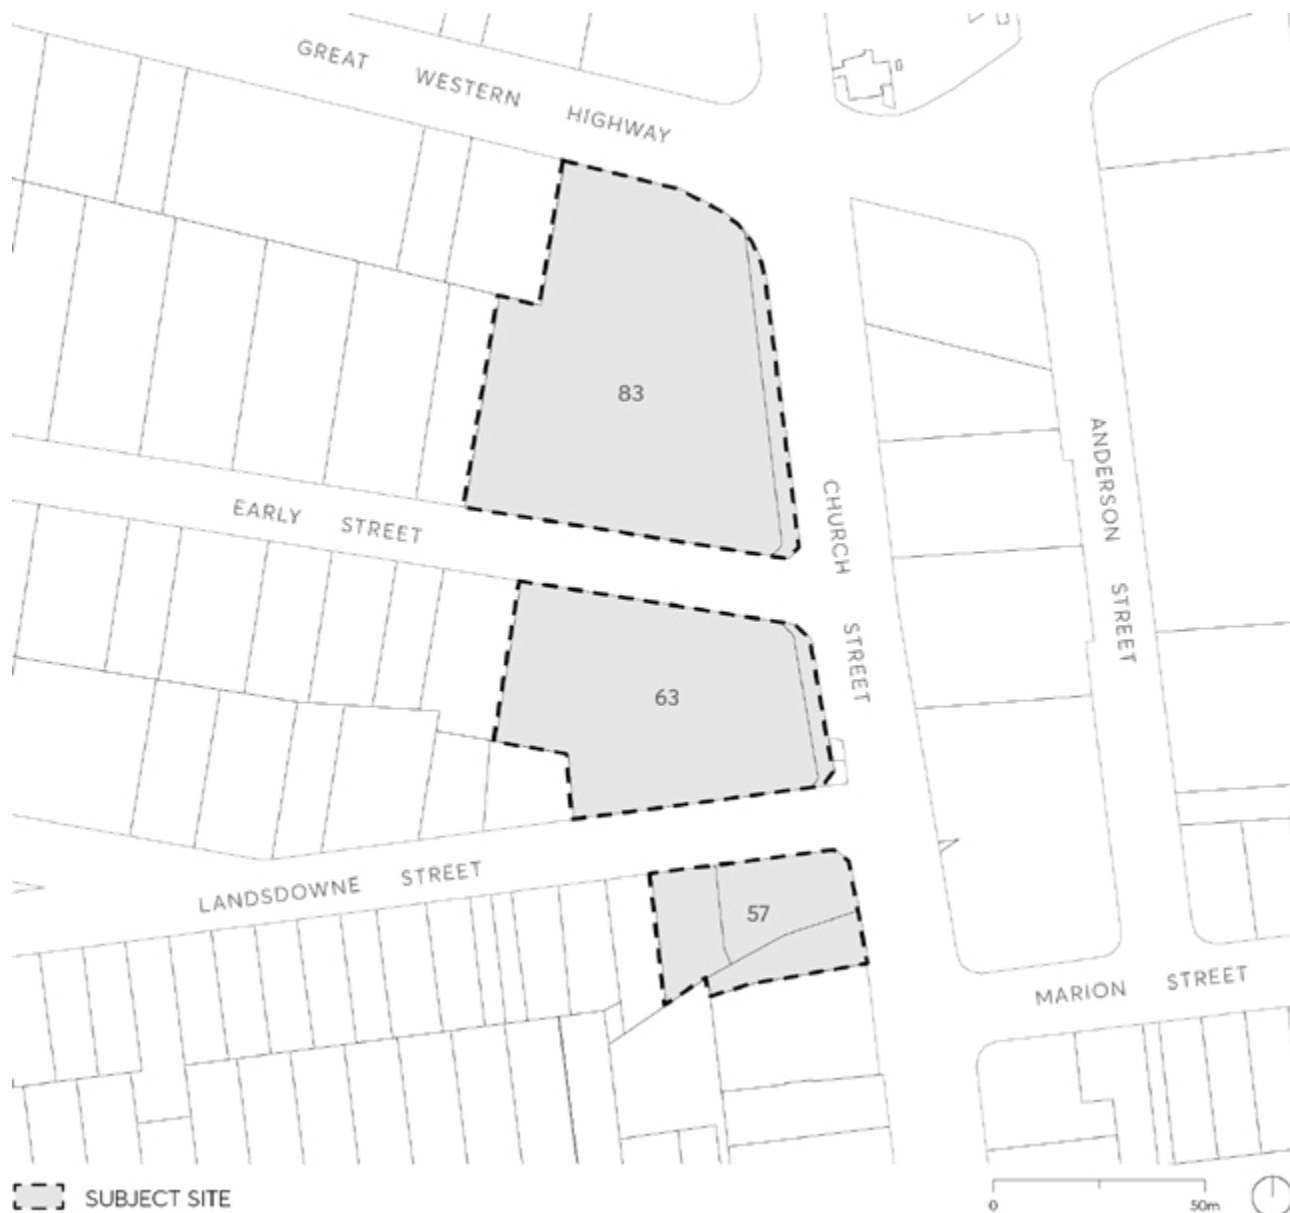 GREAT WESTERN HIGHWAY
83
EARLY STREET
CHURCH STREET
ANDERSON STREET
63
LANDSDOWNE STREET
57
MARION STREET
SUBJECT SITE
0 50m